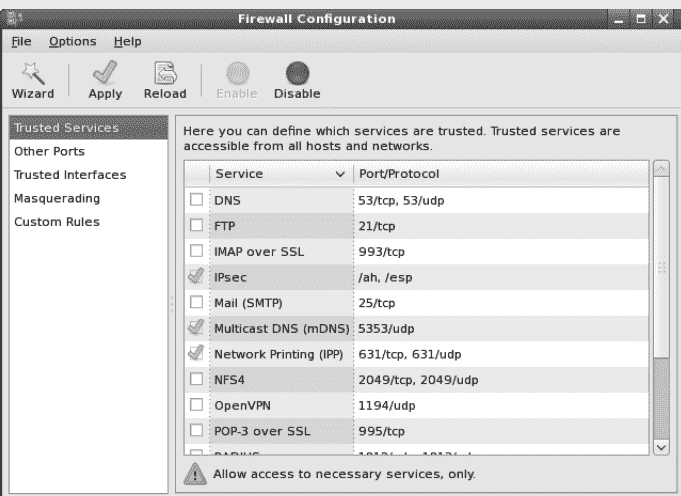 Firewall Configuration
File Options Help
Wizard Apply Reload Enable Disable
Trusted Services
Other Ports
Trusted Interfaces
Masquerading
Custom Rules
Here you can define which services are trusted. Trusted services are
accessible from all hosts and networks.
Service Port/Protocol
DNS 53/tcp, 53/udp
FTP 21/tcp
IMAP over SSL 993/tcp
IPsec /ah, /esp
Mail (SMTP) 25/tcp
Multicast DNS (mDNS) 5353/udp
Network Printing (IPP) 631/tcp, 631/udp
NFS4 2049/tcp, 2049/udp
OpenVPN 1194/udp
POP-3 over SSL 995/tcp
Allow access to necessary services, only.